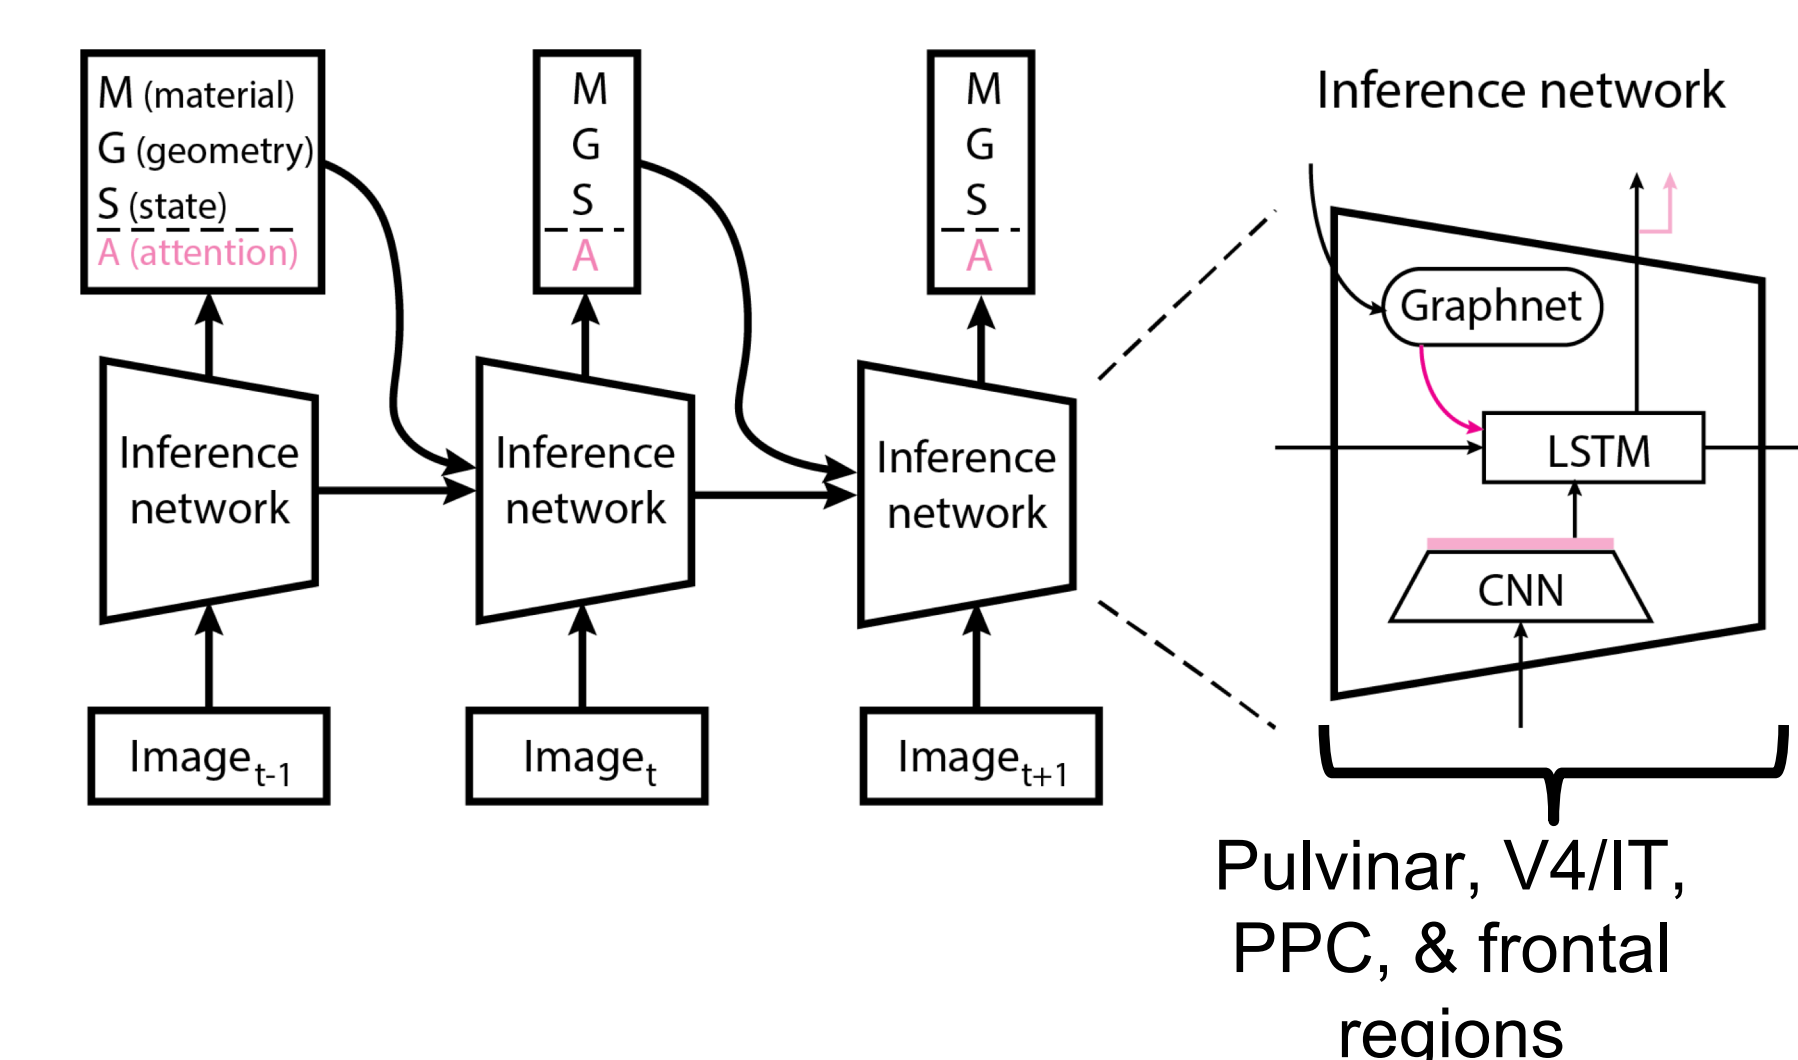 M (material)
G (geometry)
S (state)
A (attention)
M
G
S
A
M
G
S
A
Inference network
Graphnet
LSTM
CNN
Inference
network
Inference
network
Inference
network
Image t-1
Image t
Image t+1
Pulvinar, V4/IT,
PPC, & frontal
regions